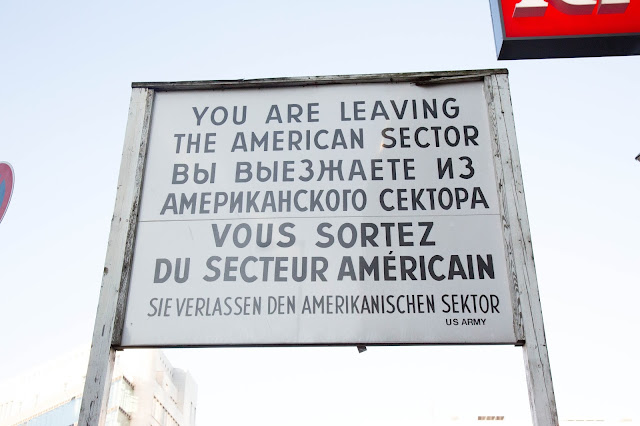 YOU ARE LEAVING
THE AMERICAN SECTOR
ВЫ ВЫЕЗЖАЕТЕ ИЗ
АМЕРИКАНСКОГО СЕКТОРА
VOUS SORTEZ
DU SECTEUR AMÉRICAIN
SIE VERLASSEN DEN AMERIKANISCHEN SEKTOR
US ARMY